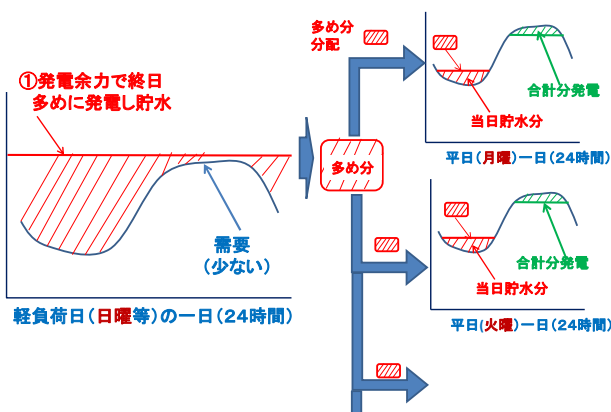 ①発電余力で終日
多めに発電し貯水
需要
（少ない）
軽負荷日（日曜等）の一日（24時間）
多め分
多め分
分配
当日貯水分
合計分発電
平日（月曜）一日（24時間）
当日貯水分
合計分発電
平日(火曜）一日（24時間）